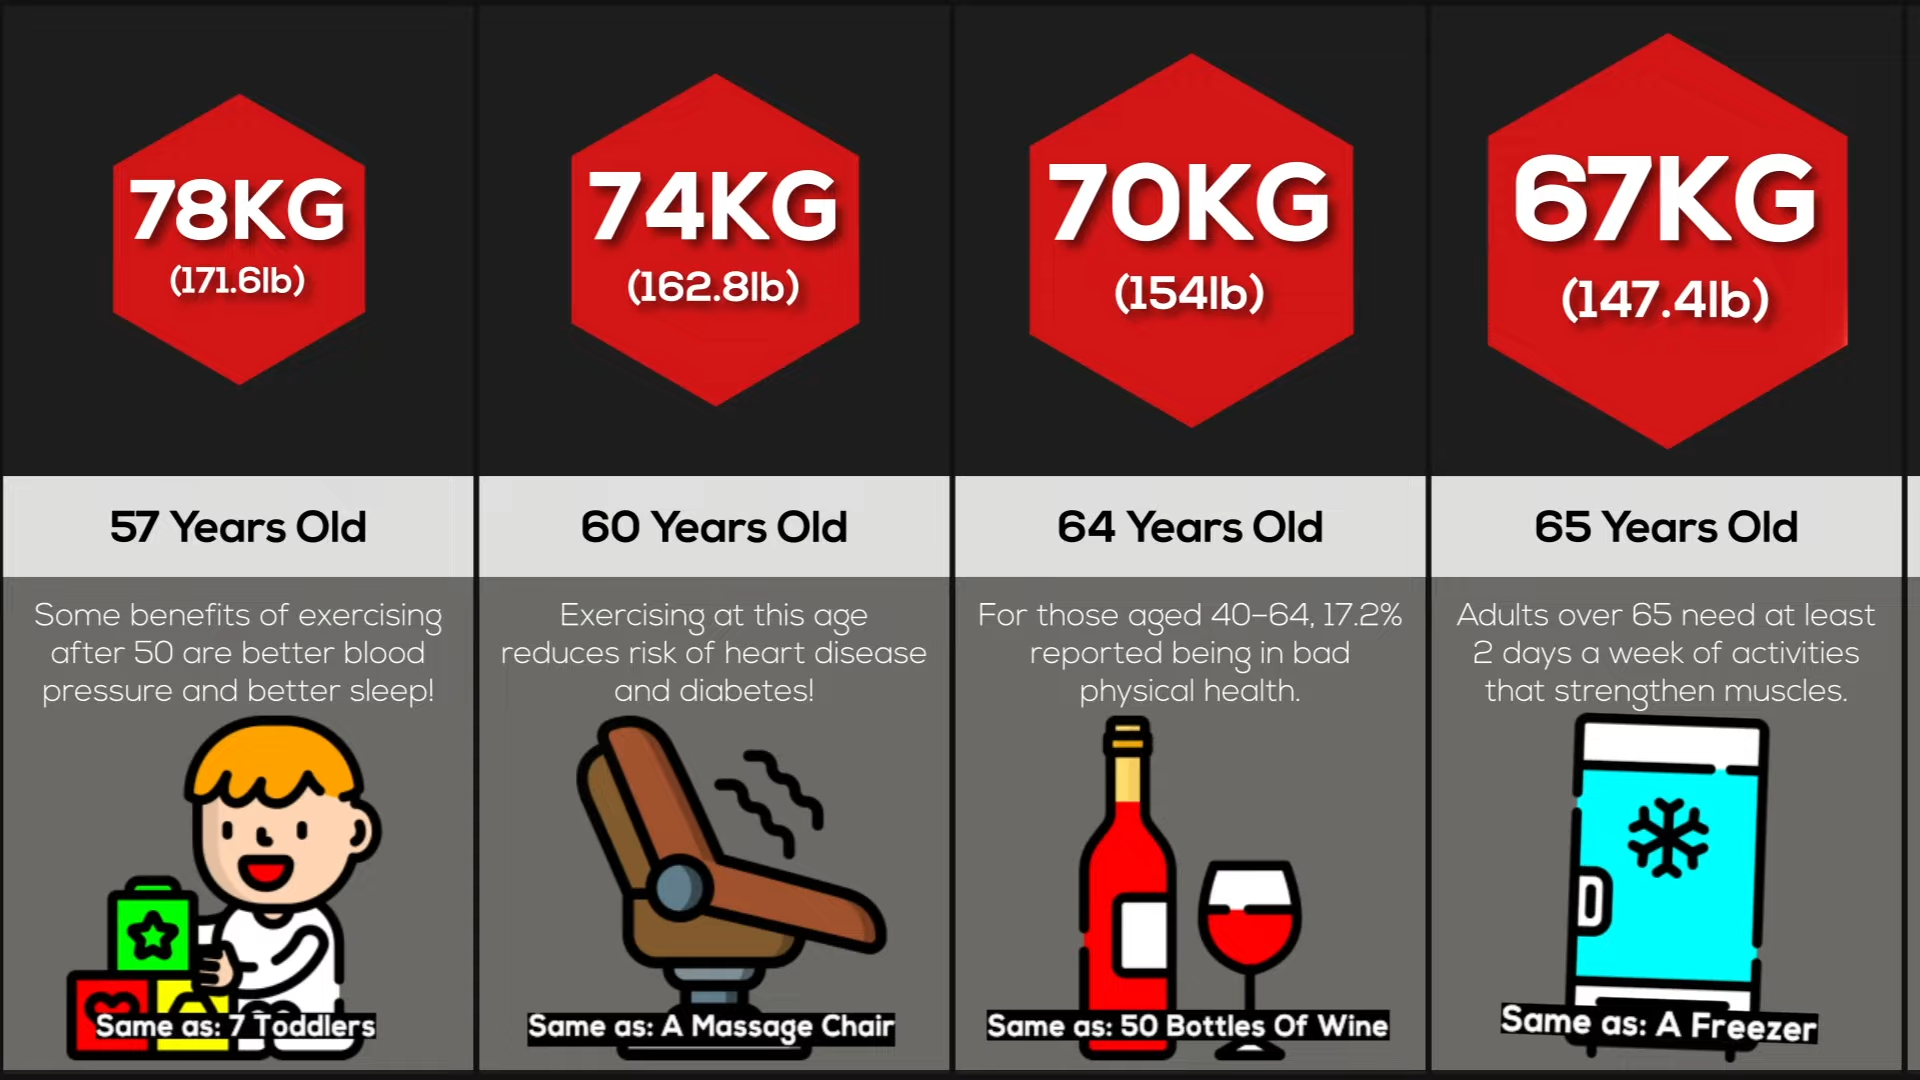 78KG
(171.6lb)
57 Years Old
Some benefits of exercising
after 50 are better blood
pressure and better sleep!
Same as: 7 Toddlers
74KG
(162.8lb)
60 Years Old
Exercising at this age
reduces risk of heart disease
and diabetes!
Same as: A Massage Chair
70KG
(154lb)
64 Years Old
For those aged 40–64, 17.2%
reported being in bad
physical health.
Same as: 50 Bottles Of Wine
67KG
(147.4lb)
65 Years Old
Adults over 65 need at least
2 days a week of activities
that strengthen muscles.
Same as: A Freezer